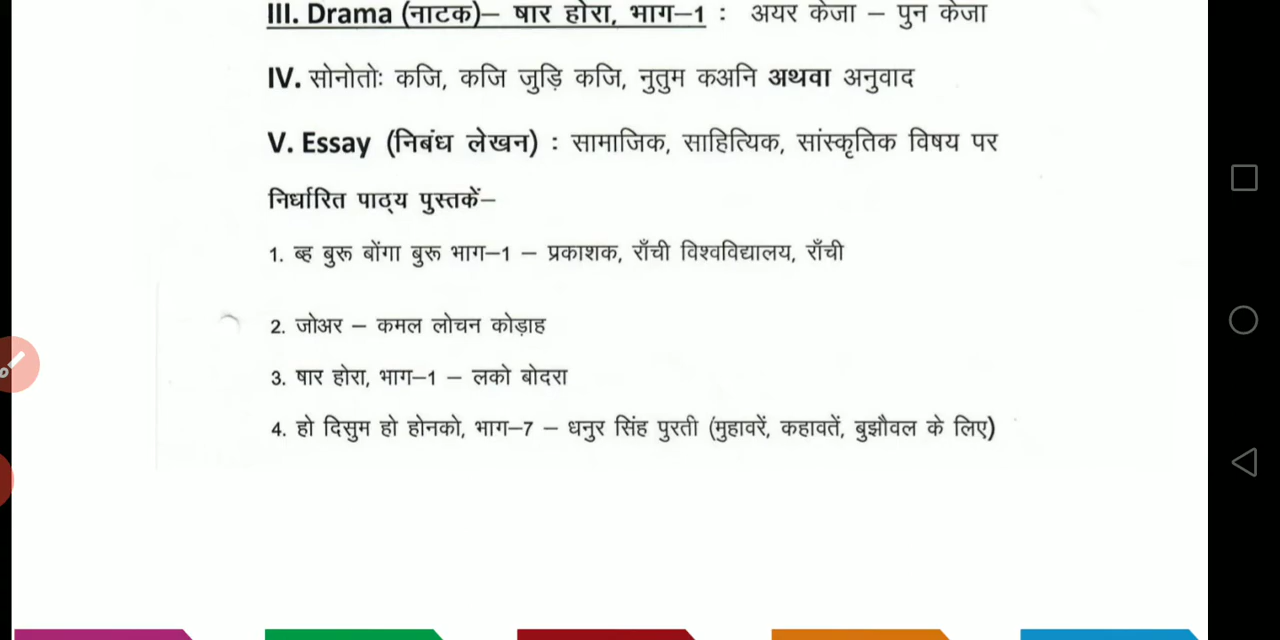 III. Drama (नाटक)– षार होरा, भाग–1 : अयर केजा – पुन केजा
IV. सोनोतोः कजि, कजि जुड़ि कजि, नुतुम कअनि अथवा अनुवाद
V. Essay (निबंध लेखन) : सामाजिक, साहित्यिक, सांस्कृतिक विषय पर
निर्धारित पाठ्य पुस्तकें–
1. ब्ह बुरू बोंगा बुरू भाग–1 – प्रकाशक, राँची विश्वविद्यालय, राँची
2. जोअर – कमल लोचन कोड़ाह
3. षार होरा, भाग–1 – लको बोदरा
4. हो दिसुम हो होनको, भाग–7 – धनुर सिंह पुरती (मुहावरें, कहावतें, बुझौवल के लिए)